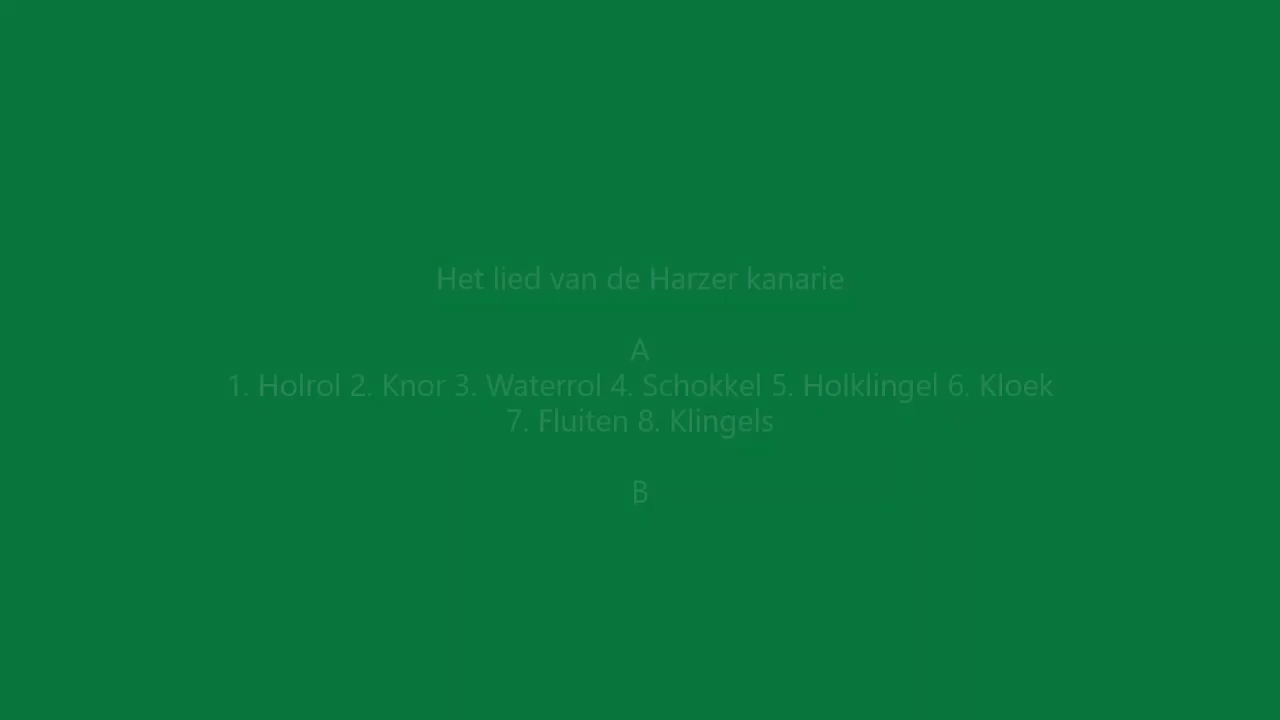 Het lied van de Harzer kanarie
A
1. Holrol 2. Knor 3. Waterrol 4. Schokkel 5. Holklingel 6. Kloek
7. Fluiten 8. Klingels
B